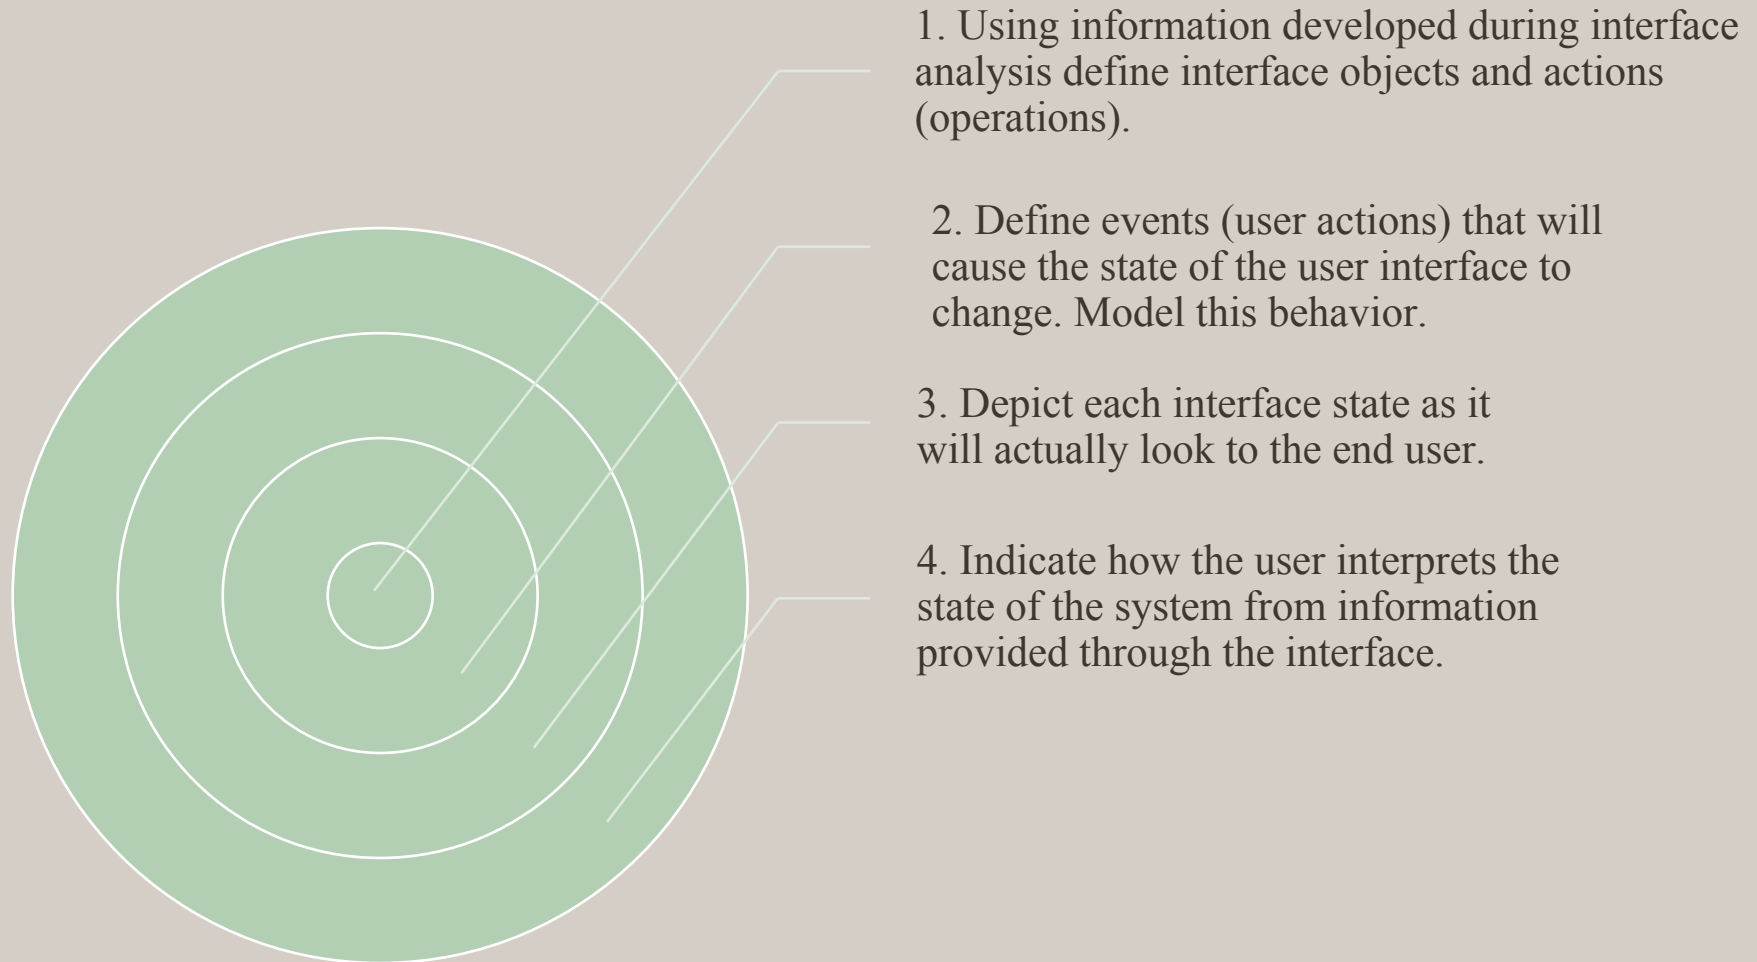 1. Using information developed during interface
analysis define interface objects and actions
(operations).
2. Define events (user actions) that will
cause the state of the user interface to
change. Model this behavior.
3. Depict each interface state as it
will actually look to the end user.
4. Indicate how the user interprets the
state of the system from information
provided through the interface.